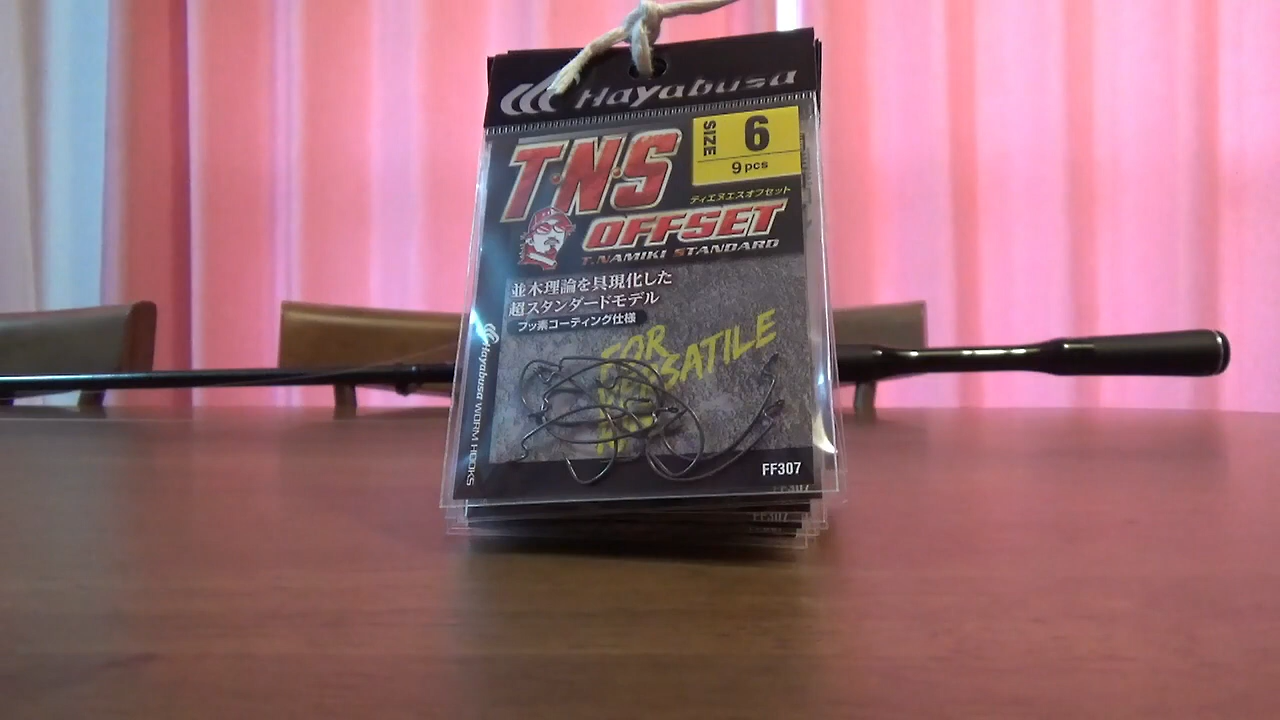 Hayabusa
SIZE 6
9pcs
T.N.S
ティエヌエスオフセット
OFFSET
T.NAMIKI STANDARD
並木理論を具現化した
超スタンダードモデル
フッ素コーティング仕様
FOR
SATILE
Hayabusa WORM HOOKS
FF307
FF307
FF307